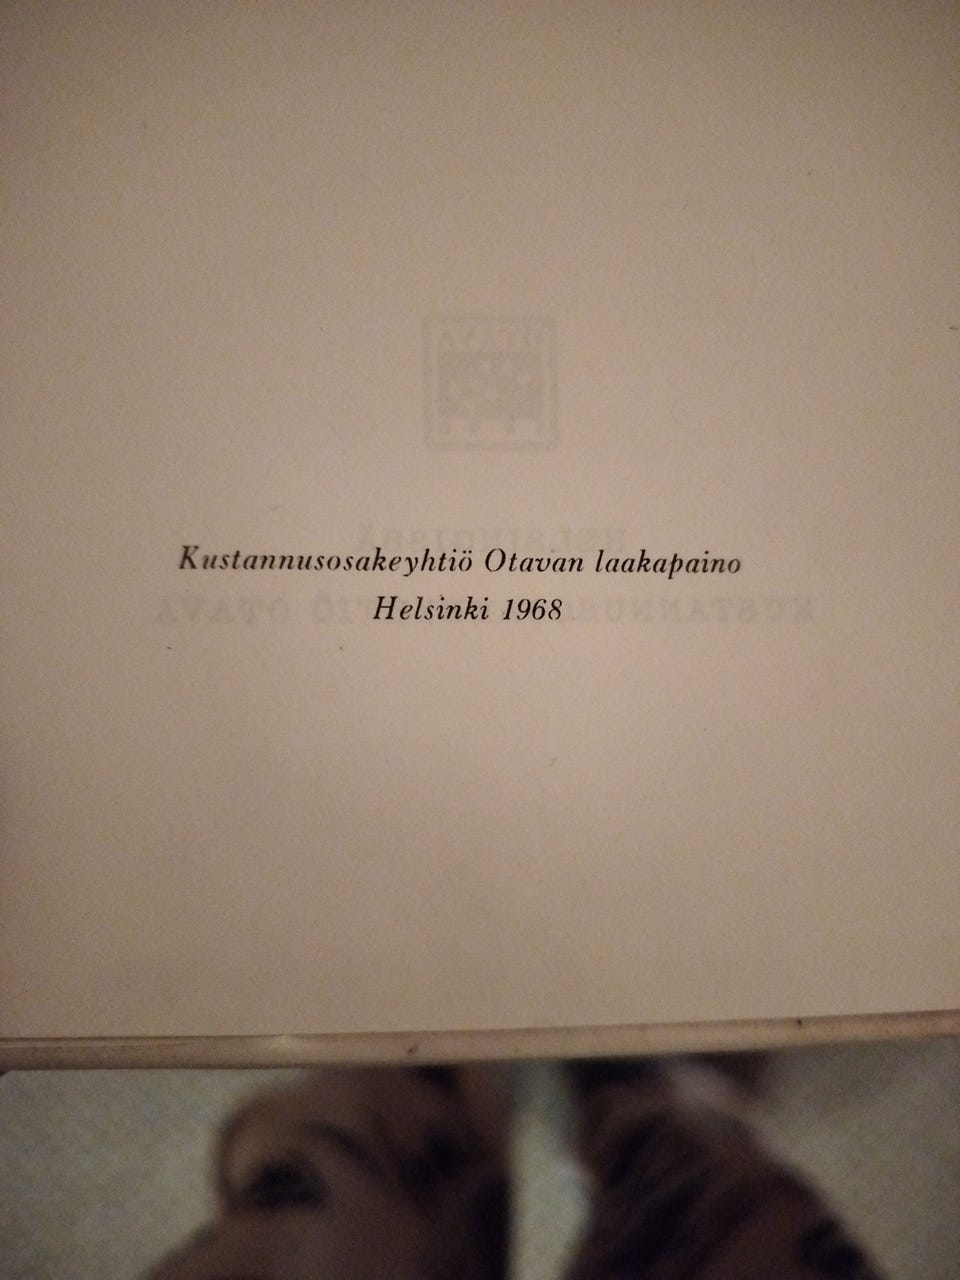 Kustannusosakeyhtiö Otavan laakapaino
Helsinki 1968